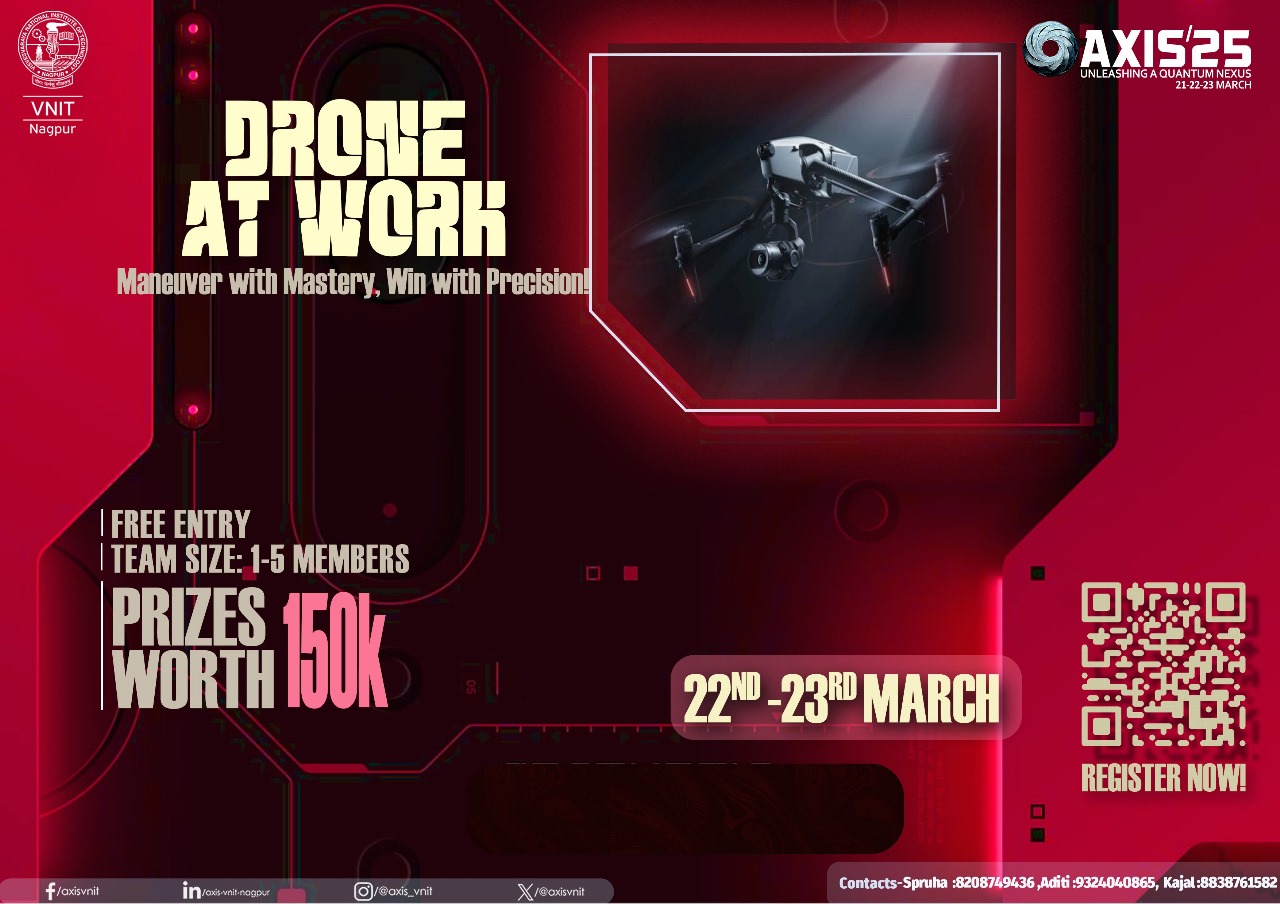 VNIT
Nagpur
AXIS'25
UNLEASHING A QUANTUM NEXUS
21-22-23 MARCH
DRONE
AT WORK
Maneuver with Mastery, Win with Precision!
FREE ENTRY
TEAM SIZE: 1-5 MEMBERS
PRIZES
WORTH 150k
22ND -23RD MARCH
REGISTER NOW!
/axisvnit
/axis-vnit-nagpur
/@axis_vnit
/@axisvnit
Contacts-Spruha :8208749436 ,Aditi :9324040865, Kajal:8838761582